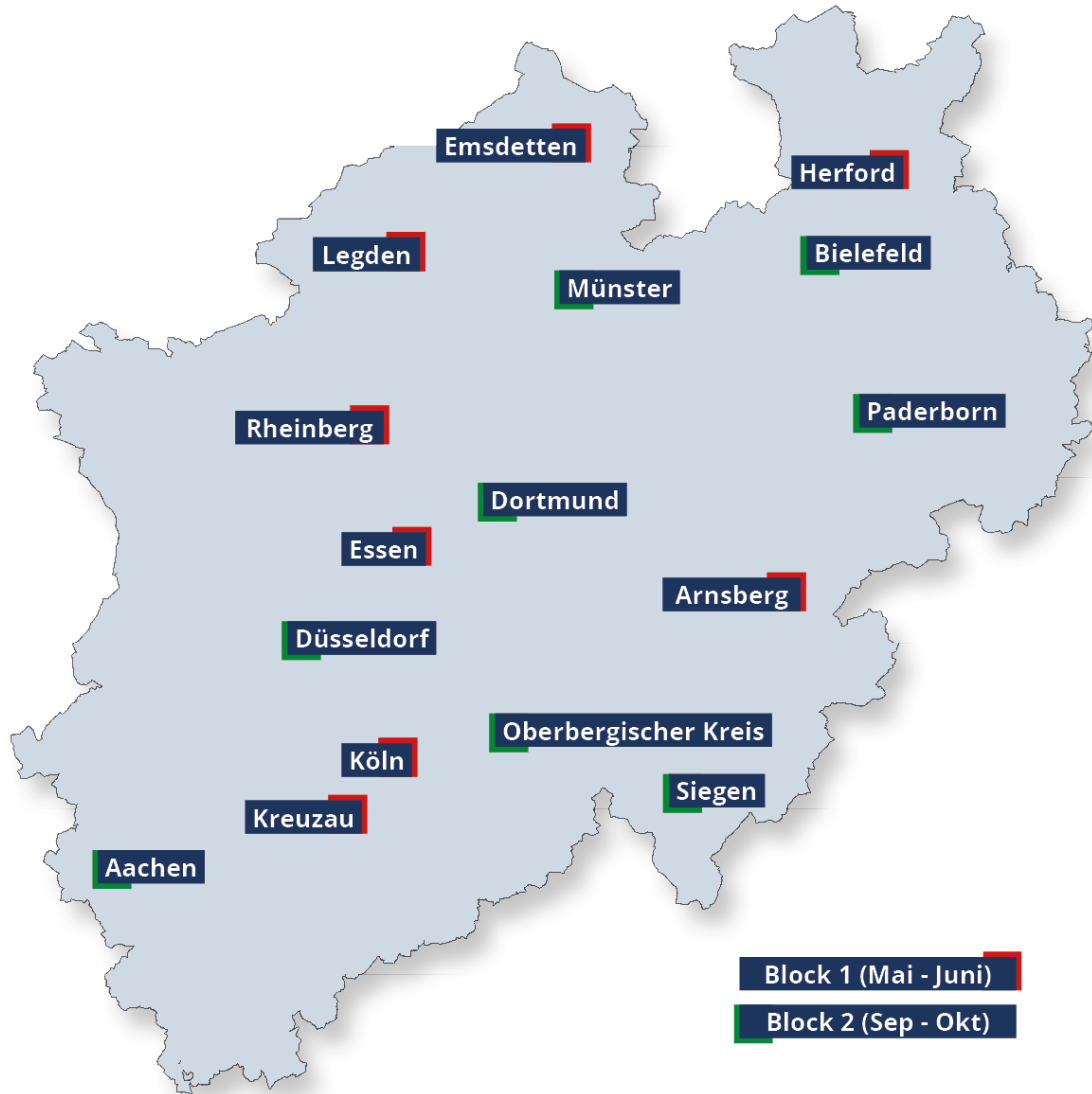 Emsdetten
Herford
Legden
Bielefeld
Münster
Rheinberg
Paderborn
Dortmund
Essen
Arnsberg
Düsseldorf
Oberbergischer Kreis
Köln
Siegen
Kreuzau
Aachen
Block 1 (Mai - Juni)
Block 2 (Sep - Okt)